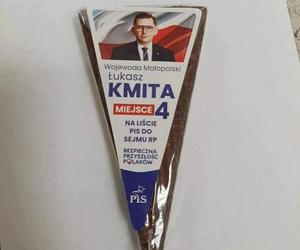 Wojewoda Małopolski
Łukasz
KMITA
MIEJSCE 4
NA LIŚCIE
PIS DO
SEJMU RP
BEZPIECZNA
PRZYSZŁOŚĆ
POLAKÓW
PiS